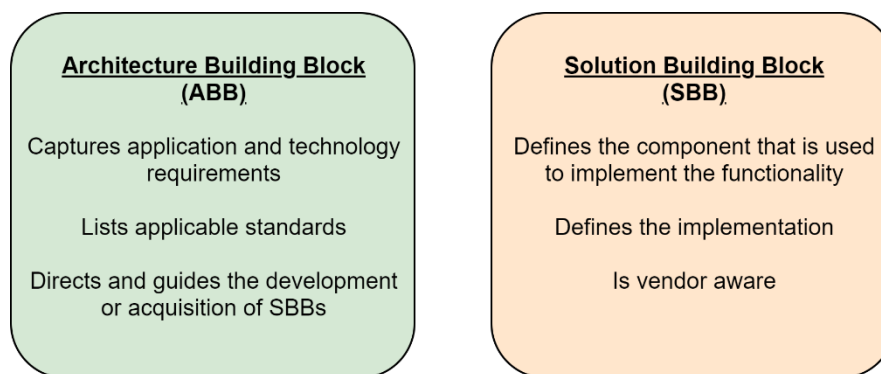 Architecture Building Block
(ABB)
Captures application and technology
requirements
Lists applicable standards
Directs and guides the development
or acquisition of SBBs
Solution Building Block
(SBB)
Defines the component that is used
to implement the functionality
Defines the implementation
Is vendor aware